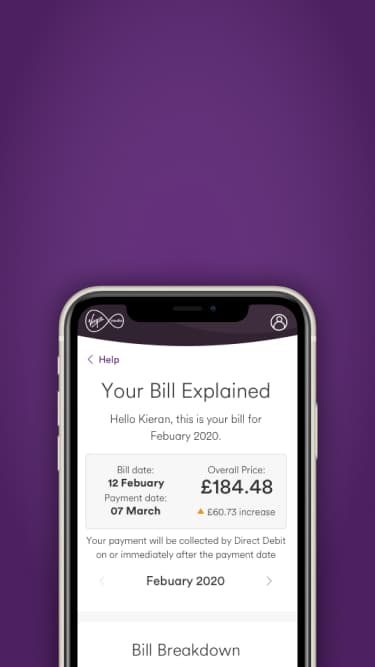 Virgin media
Help
Your Bill Explained
Hello Kieran, this is your bill for
Febuary 2020.
Bill date:
12 Febuary
Payment date:
07 March
Overall Price:
£184.48
£60.73 increase
Your payment will be collected by Direct Debit
on or immediately after the payment date
Febuary 2020
Bill Breakdown